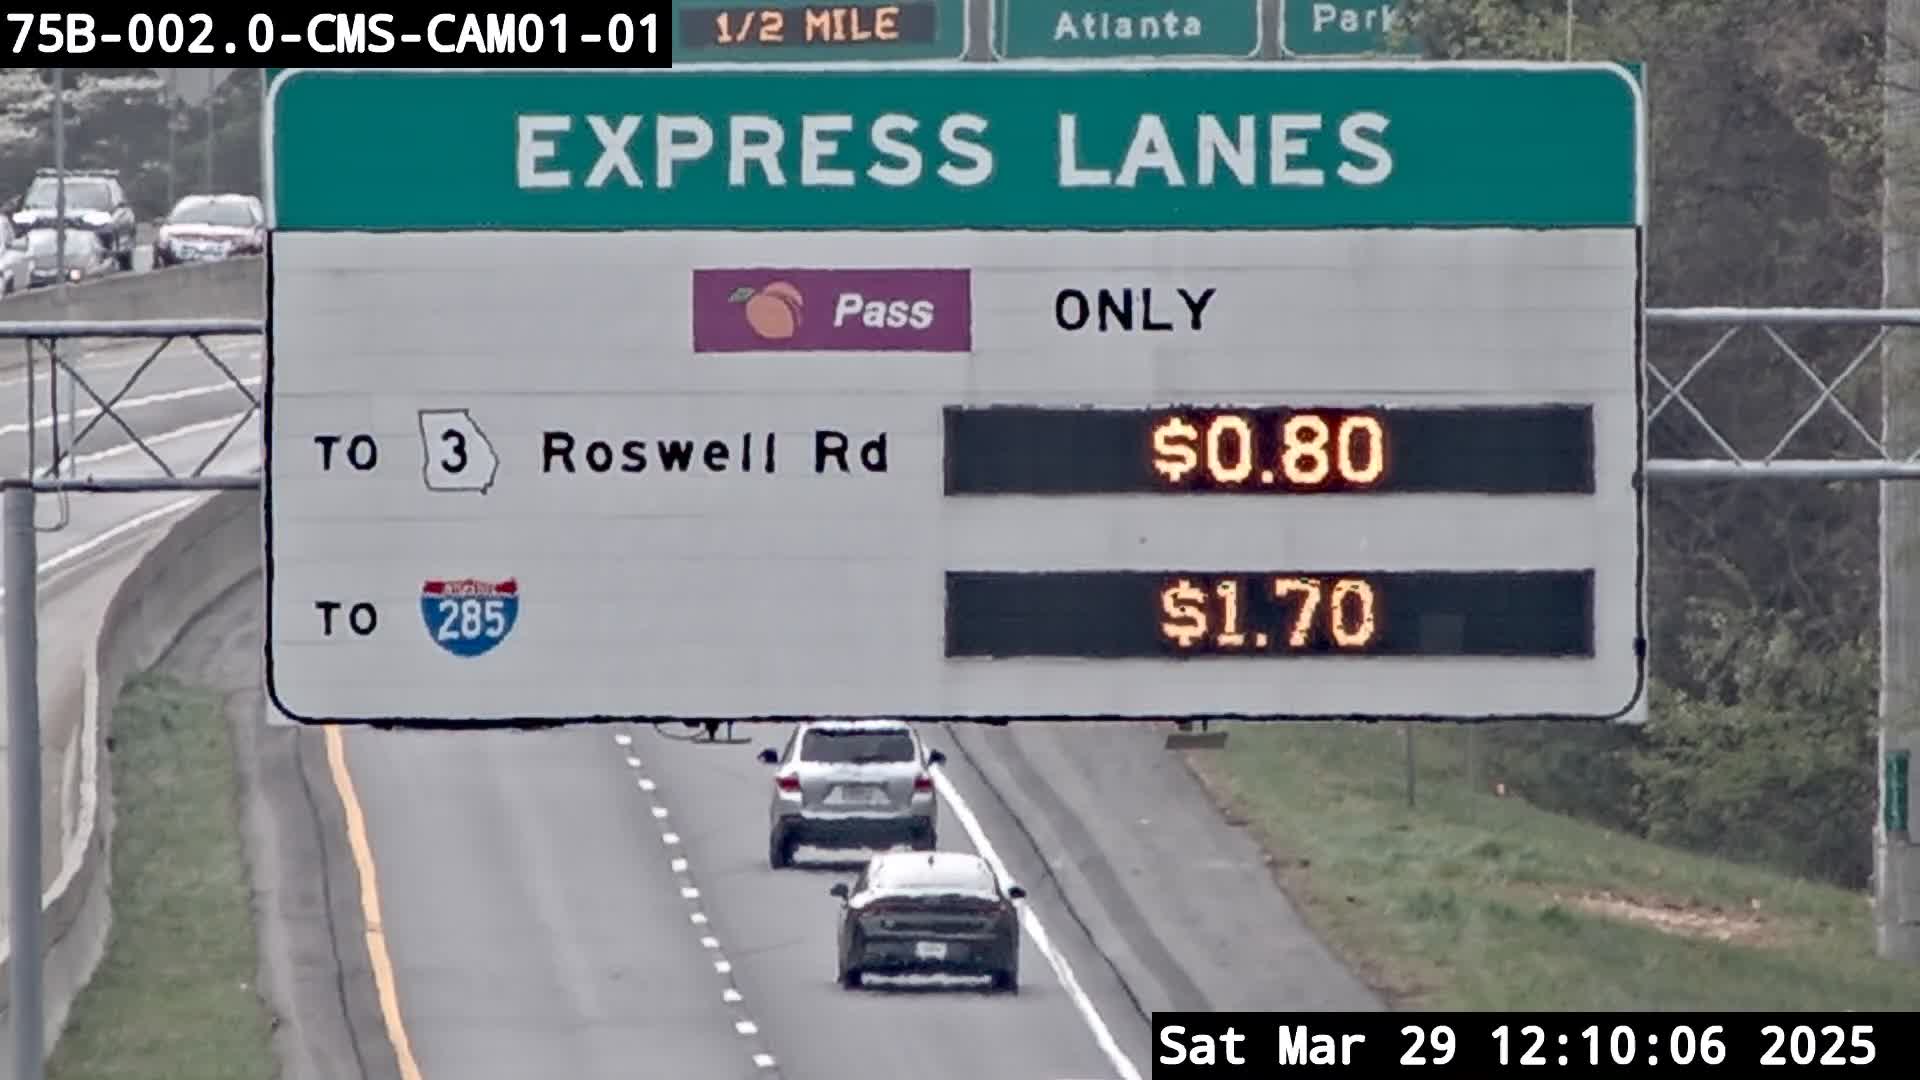 75B-002.0-CMS-CAM01-01
1/2 MILE
Atlanta
Park
EXPRESS LANES
Pass ONLY
TO 3 Roswell Rd $0.80
TO 285 $1.70
Sat Mar 29 12:10:06 2025